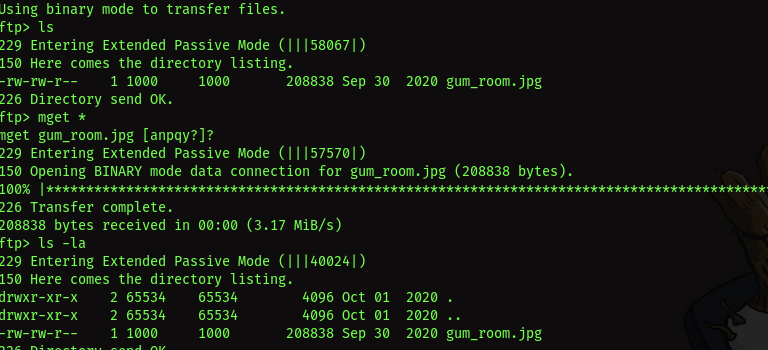 Using binary mode to transfer files.
ftp> ls
229 Entering Extended Passive Mode (|||58067|)
150 Here comes the directory listing.
-rw-rw-r--    1 1000     1000       208838 Sep 30  2020 gum_room.jpg
226 Directory send OK.
ftp> mget *
mget gum_room.jpg [anpqy?]?
229 Entering Extended Passive Mode (|||57570|)
150 Opening BINARY mode data connection for gum_room.jpg (208838 bytes).
100% |*******************************************************************************************
226 Transfer complete.
208838 bytes received in 00:00 (3.17 MiB/s)
ftp> ls -la
229 Entering Extended Passive Mode (|||40024|)
150 Here comes the directory listing.
drwxr-xr-x    2 65534    65534        4096 Oct 01  2020 .
drwxr-xr-x    2 65534    65534        4096 Oct 01  2020 ..
-rw-rw-r--    1 1000     1000       208838 Sep 30  2020 gum_room.jpg
226 Directory send OK.